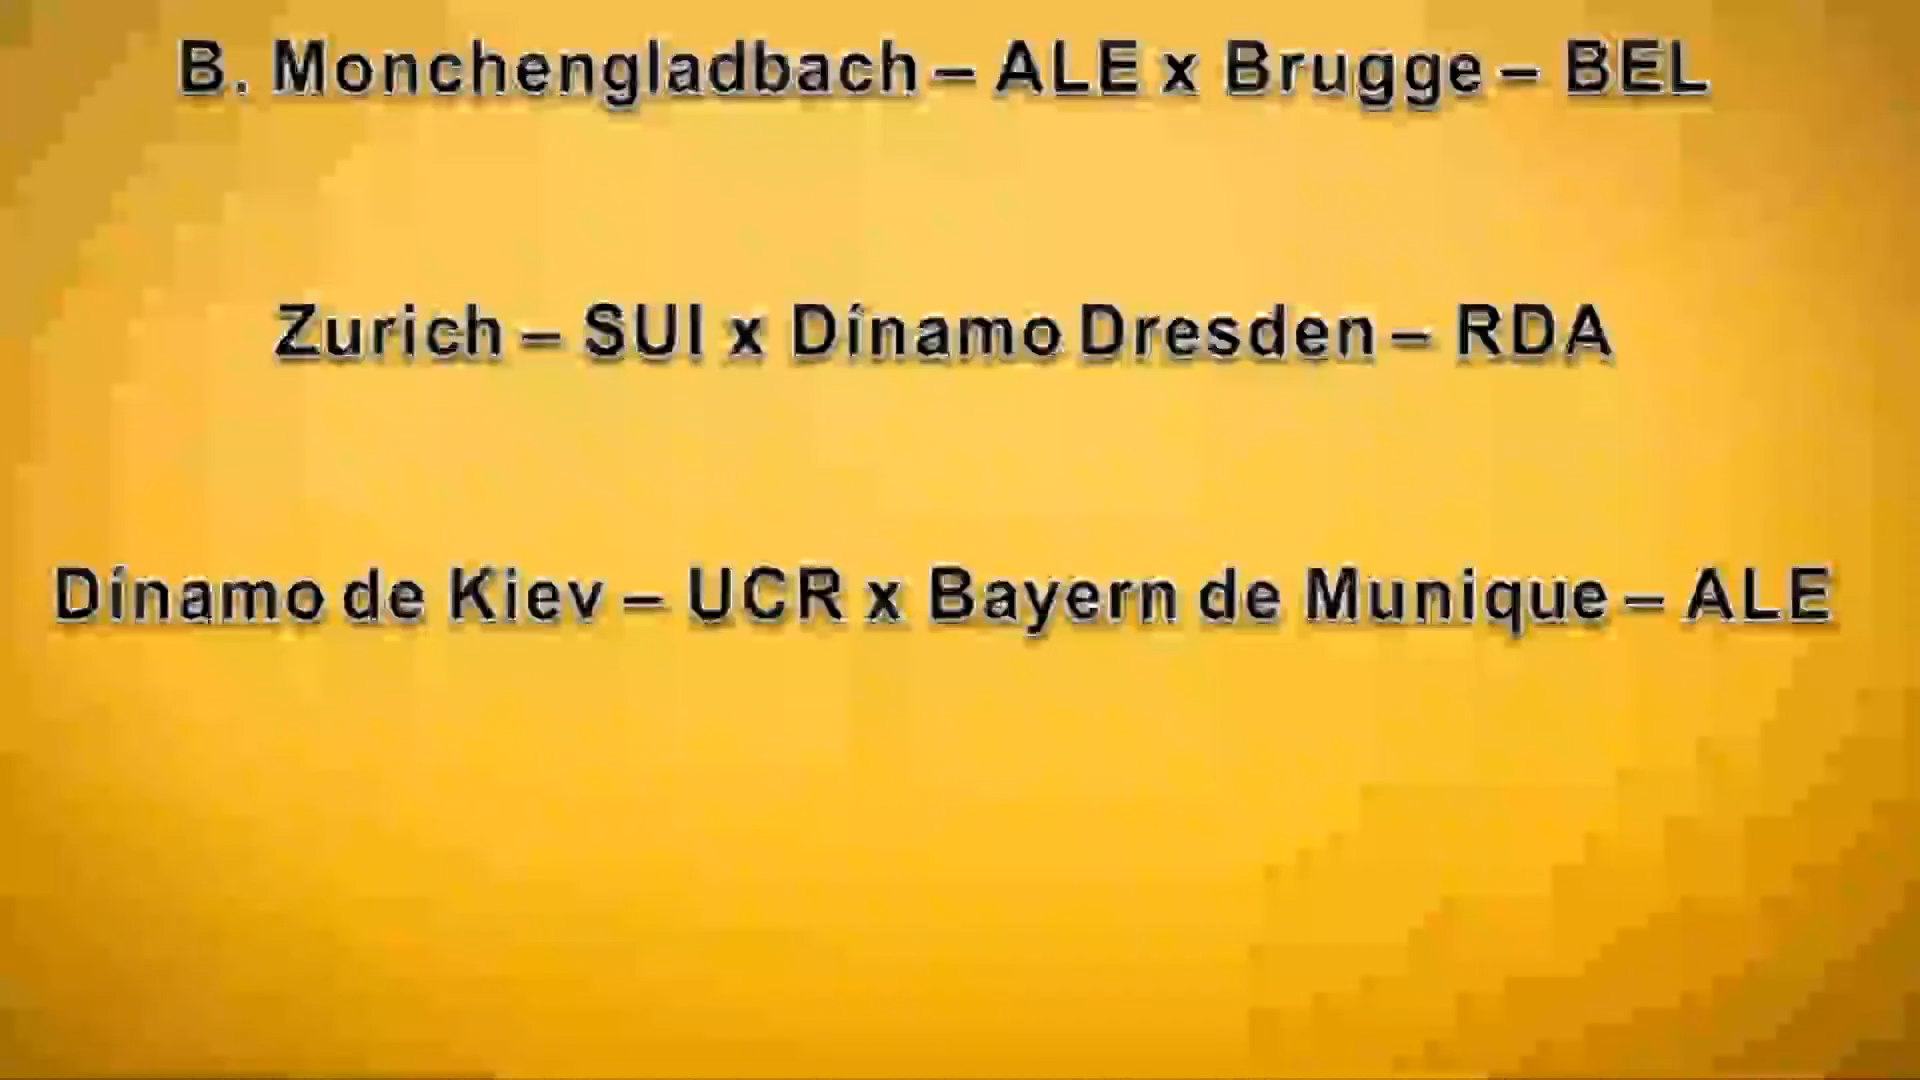 B. Monchengladbach – ALE x Brugge – BEL
Zurich – SUI x Dínamo Dresden – RDA
Dínamo de Kiev – UCR x Bayern de Munique – ALE